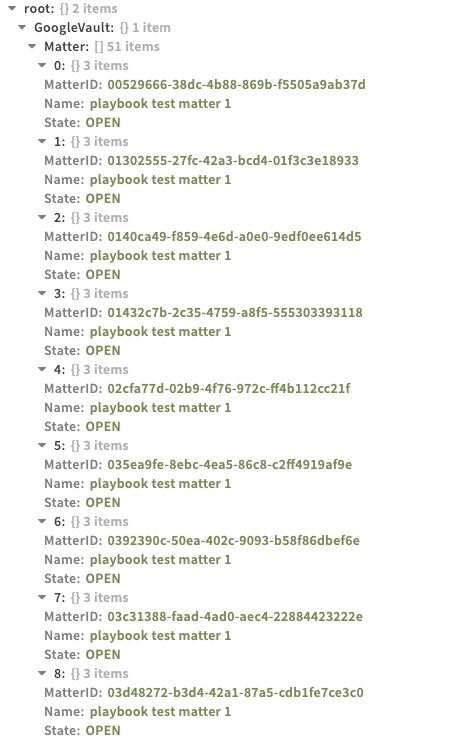 root: {} 2 items
GoogleVault: {} 1 item
Matter: [] 51 items
0: {} 3 items
MatterID: 00529666-38dc-4b88-869b-f5505a9ab37d
Name: playbook test matter 1
State: OPEN
1: {} 3 items
MatterID: 01302555-27fc-42a3-bcd4-01f3c3e18933
Name: playbook test matter 1
State: OPEN
2: {} 3 items
MatterID: 0140ca49-f859-4e6d-a0e0-9edf0ee614d5
Name: playbook test matter 1
State: OPEN
3: {} 3 items
MatterID: 01432c7b-2c35-4759-a8f5-555303393118
Name: playbook test matter 1
State: OPEN
4: {} 3 items
MatterID: 02cfa77d-02b9-4f76-972c-ff4b112cc21f
Name: playbook test matter 1
State: OPEN
5: {} 3 items
MatterID: 035ea9fe-8ebc-4ea5-86c8-c2ff4919af9e
Name: playbook test matter 1
State: OPEN
6: {} 3 items
MatterID: 0392390c-50ea-402c-9093-b58f86dbef6e
Name: playbook test matter 1
State: OPEN
7: {} 3 items
MatterID: 03c31388-faad-4ad0-aec4-22884423222e
Name: playbook test matter 1
State: OPEN
8: {} 3 items
MatterID: 03d48272-b3d4-42a1-87a5-cdb1fe7ce3c0
Name: playbook test matter 1
State: OPEN